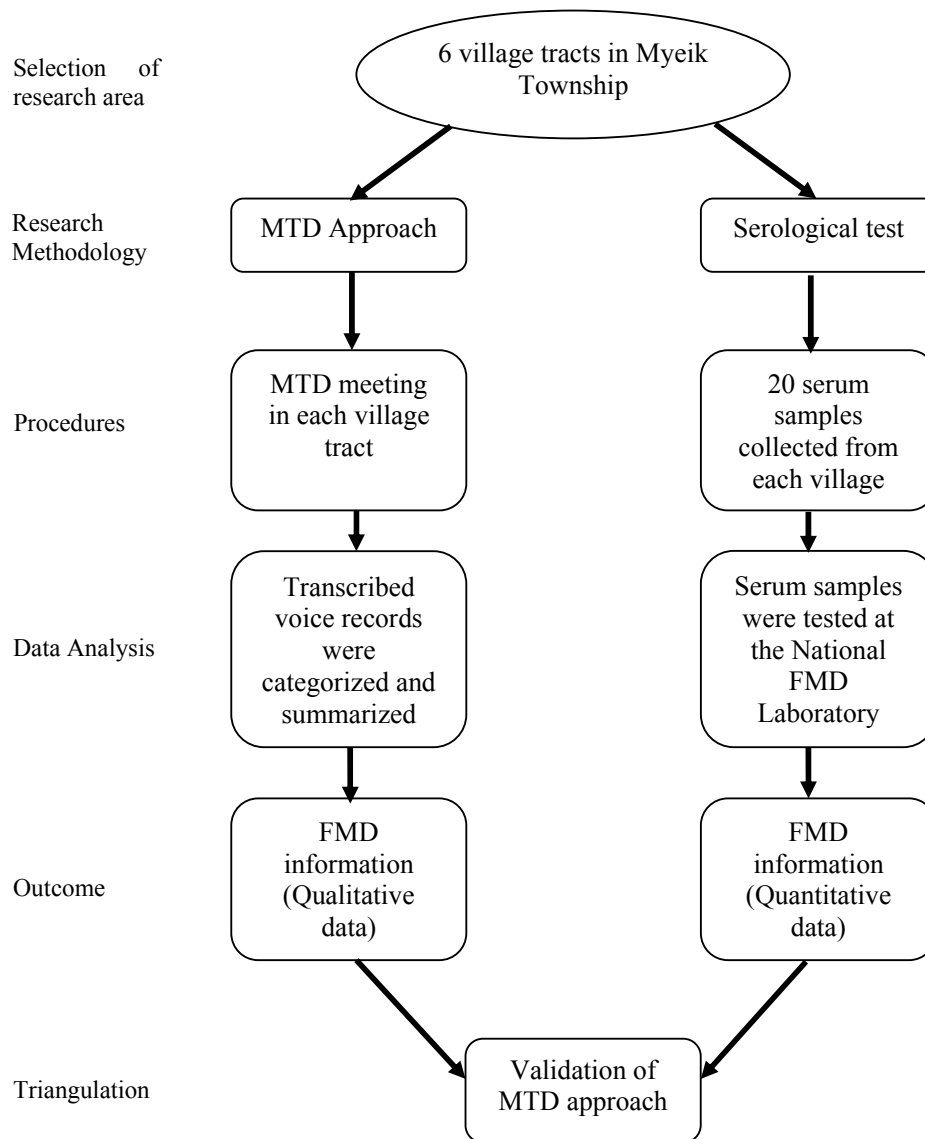 Selection of
research area
6 village tracts in Myeik
Township
Research
Methodology
MTD Approach
Serological test
Procedures
MTD meeting
in each village
tract
20 serum
samples
collected from
each village
Data Analysis
Transcribed
voice records
were
categorized and
summarized
Serum samples
were tested at
the National
FMD
Laboratory
Outcome
FMD
information
(Qualitative
data)
FMD
information
(Quantitative
data)
Triangulation
Validation of
MTD approach